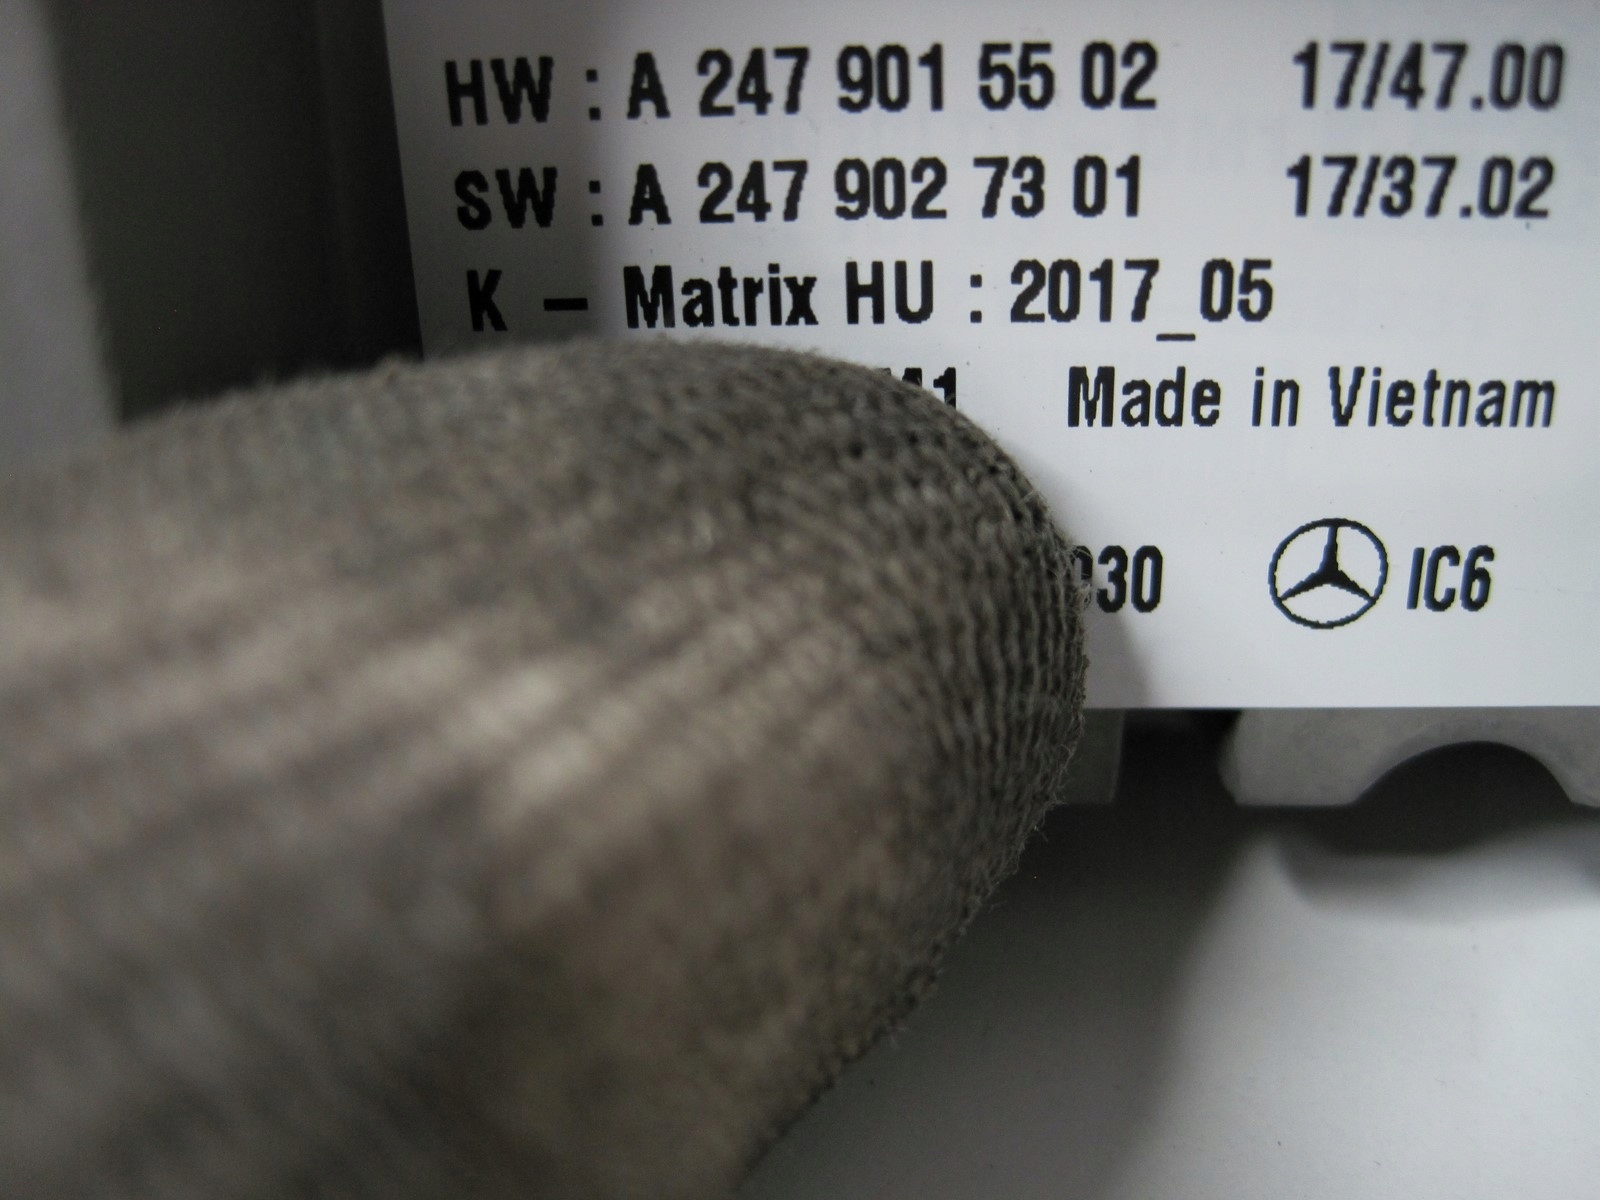 HW : A 247 901 55 02 17/47.00
SW : A 247 902 73 01 17/37.02
K – Matrix HU : 2017_05
Made in Vietnam
IC6